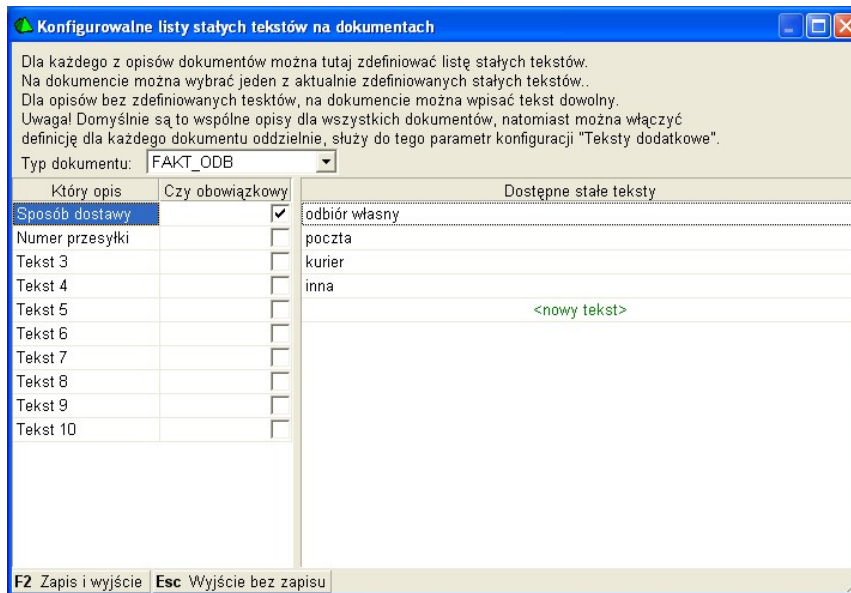 Konfigurowalne listy stałych tekstów na dokumentach
Dla każdego z opisów dokumentów można tutaj zdefiniować listę stałych tekstów.
Na dokumencie można wybrać jeden z aktualnie zdefiniowanych stałych tekstów..
Dla opisów bez zdefiniowanych tesktów, na dokumencie można wpisać tekst dowolny.
Uwaga! Domyślnie są to wspólne opisy dla wszystkich dokumentów, natomiast można włączyć
definicję dla każdego dokumentu oddzielnie, służy do tego parametr konfiguracji "Teksty dodatkowe".
Typ dokumentu: FAKT_ODB
Który opis Czy obowiązkowy Dostępne stałe teksty
Sposób dostawy odbiór własny
Numer przesyłki poczta
Tekst 3 kurier
Tekst 4 inna
Tekst 5 <nowy tekst>
Tekst 6
Tekst 7
Tekst 8
Tekst 9
Tekst 10
F2 Zapis i wyjście Esc Wyjście bez zapisu